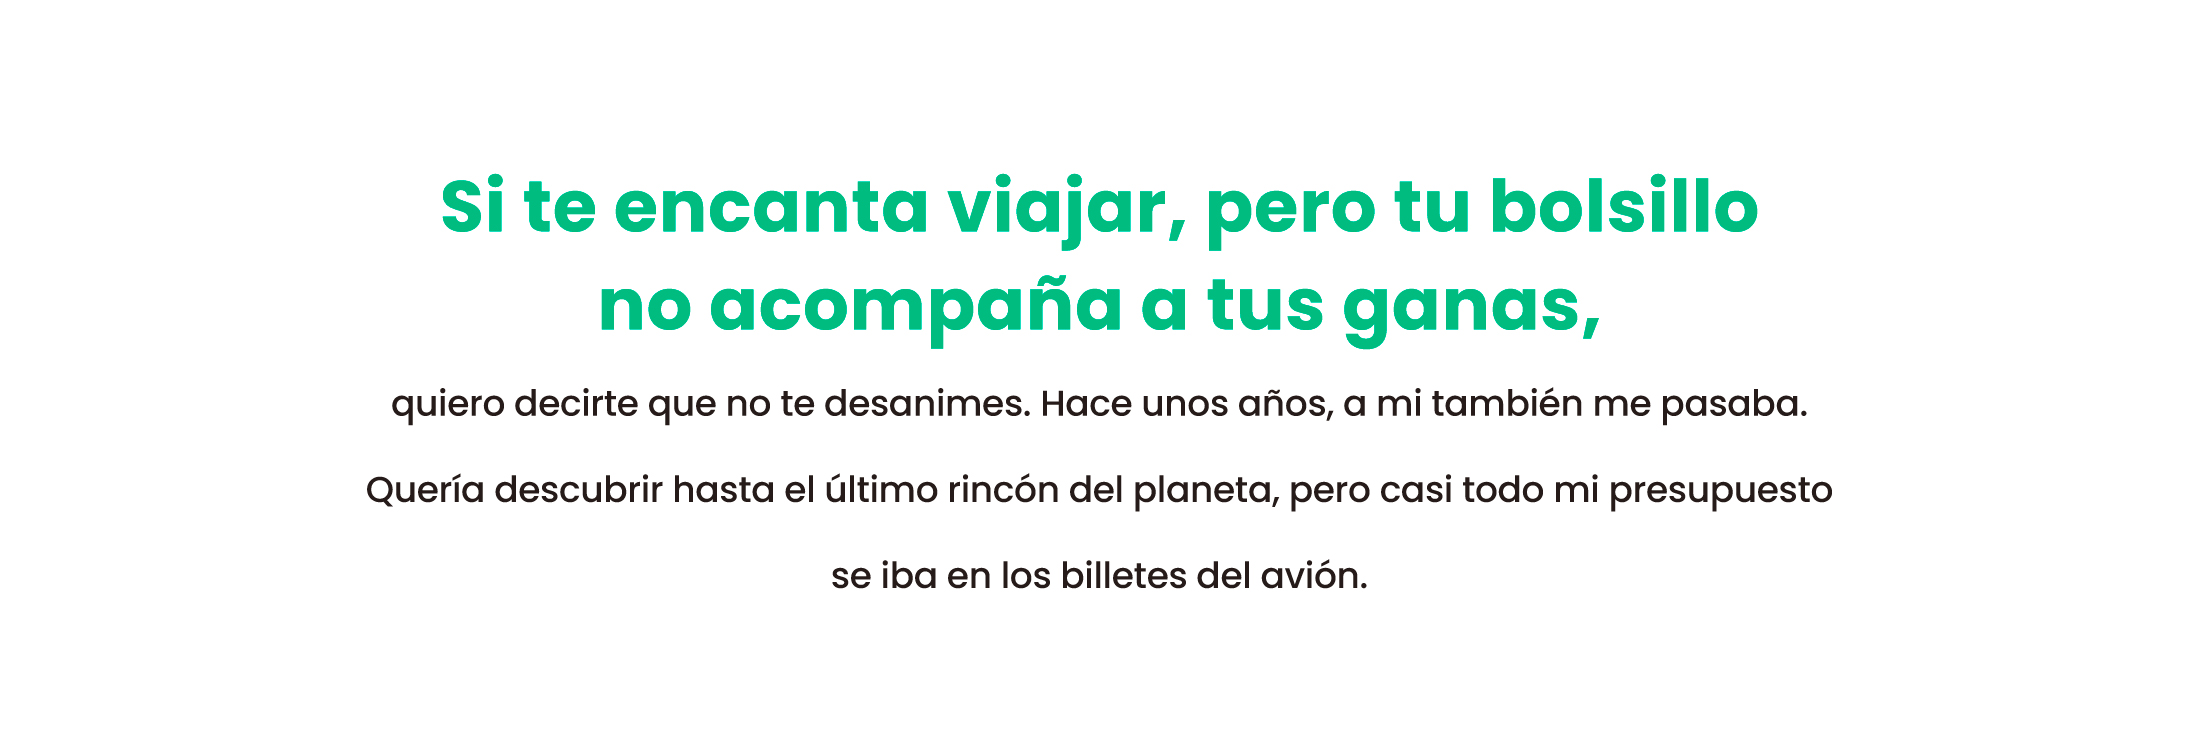 Si te encanta viajar, pero tu bolsillo
no acompaña a tus ganas,
quiero decirte que no te desanimes. Hace unos años, a mi también me pasaba.
Quería descubrir hasta el último rincón del planeta, pero casi todo mi presupuesto
se iba en los billetes del avión.